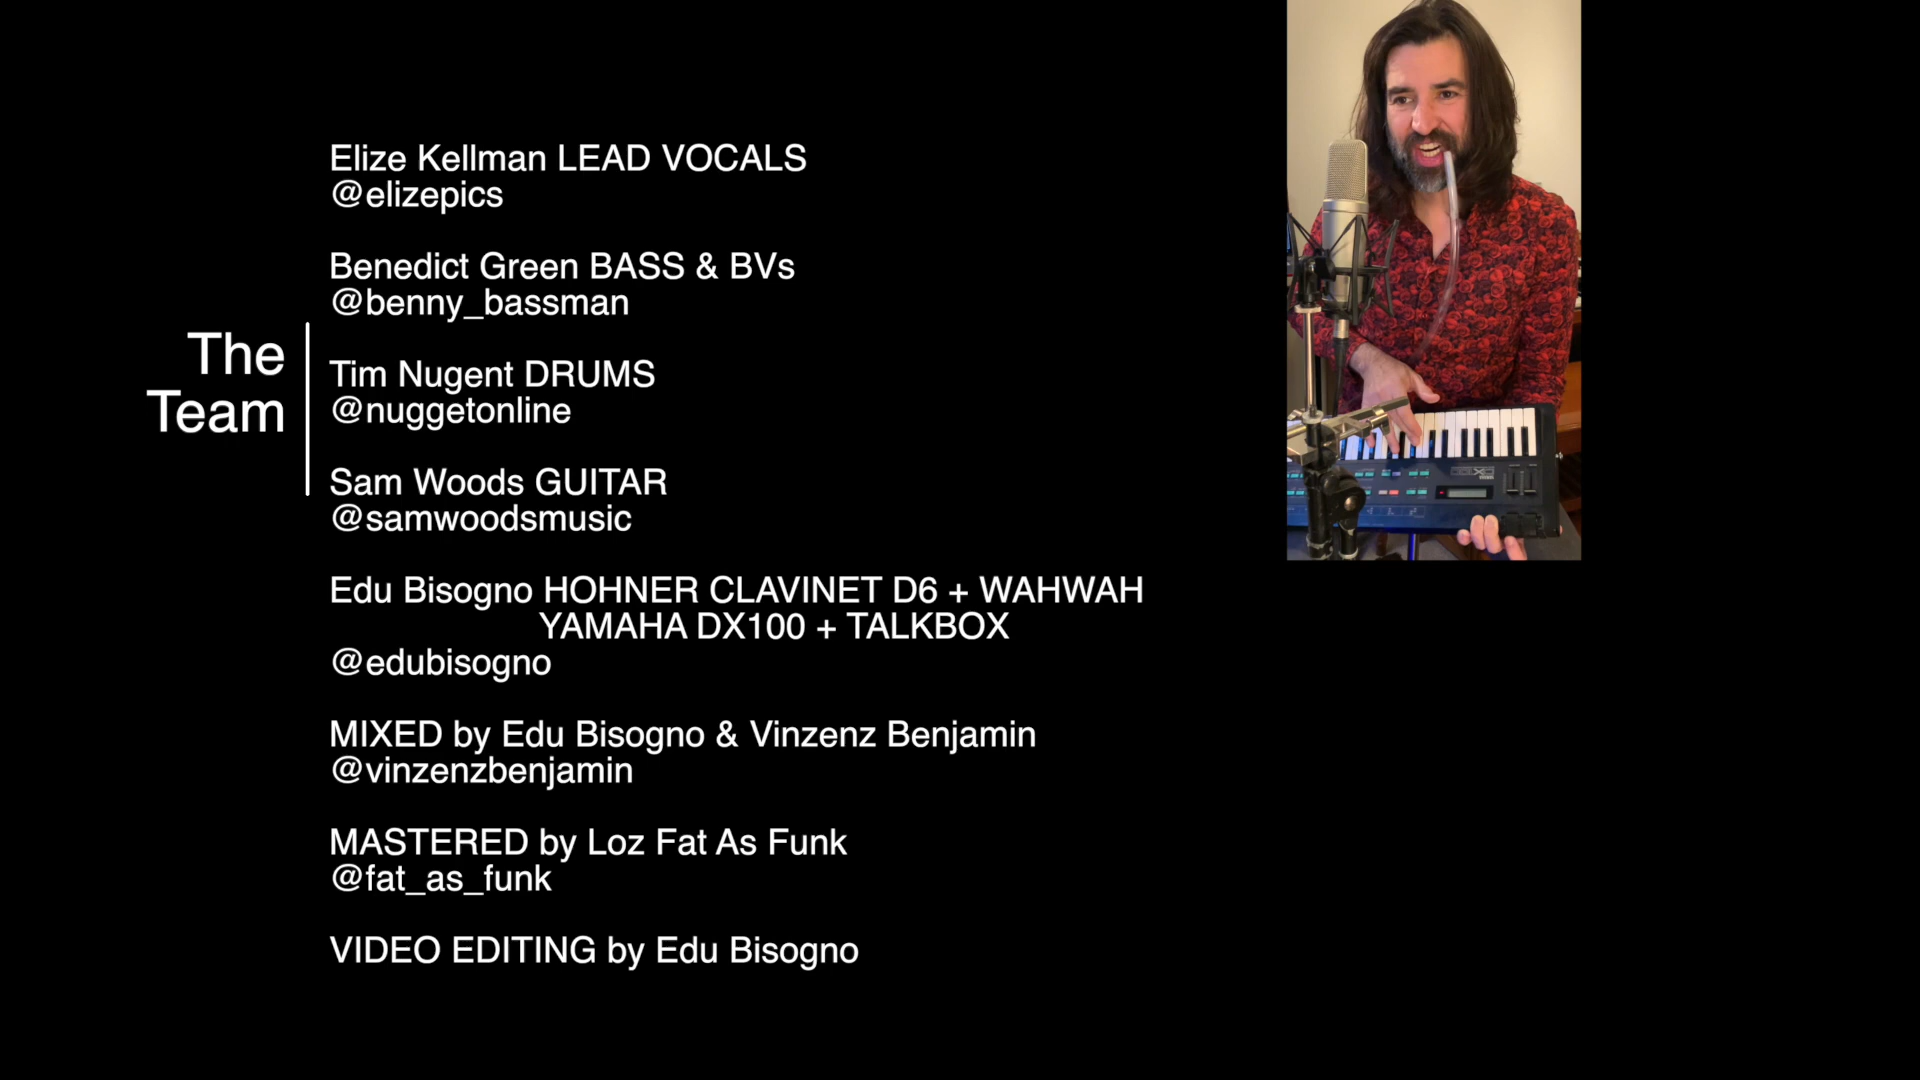 The
Team
Elize Kellman LEAD VOCALS
@elizepics
Benedict Green BASS & BVs
@benny_bassman
Tim Nugent DRUMS
@nuggetonline
Sam Woods GUITAR
@samwoodsmusic
Edu Bisogno HOHNER CLAVINET D6 + WAHWAH
YAMAHA DX100 + TALKBOX
@edubisogno
MIXED by Edu Bisogno & Vinzenz Benjamin
@vinzenzbenjamin
MASTERED by Loz Fat As Funk
@fat_as_funk
VIDEO EDITING by Edu Bisogno